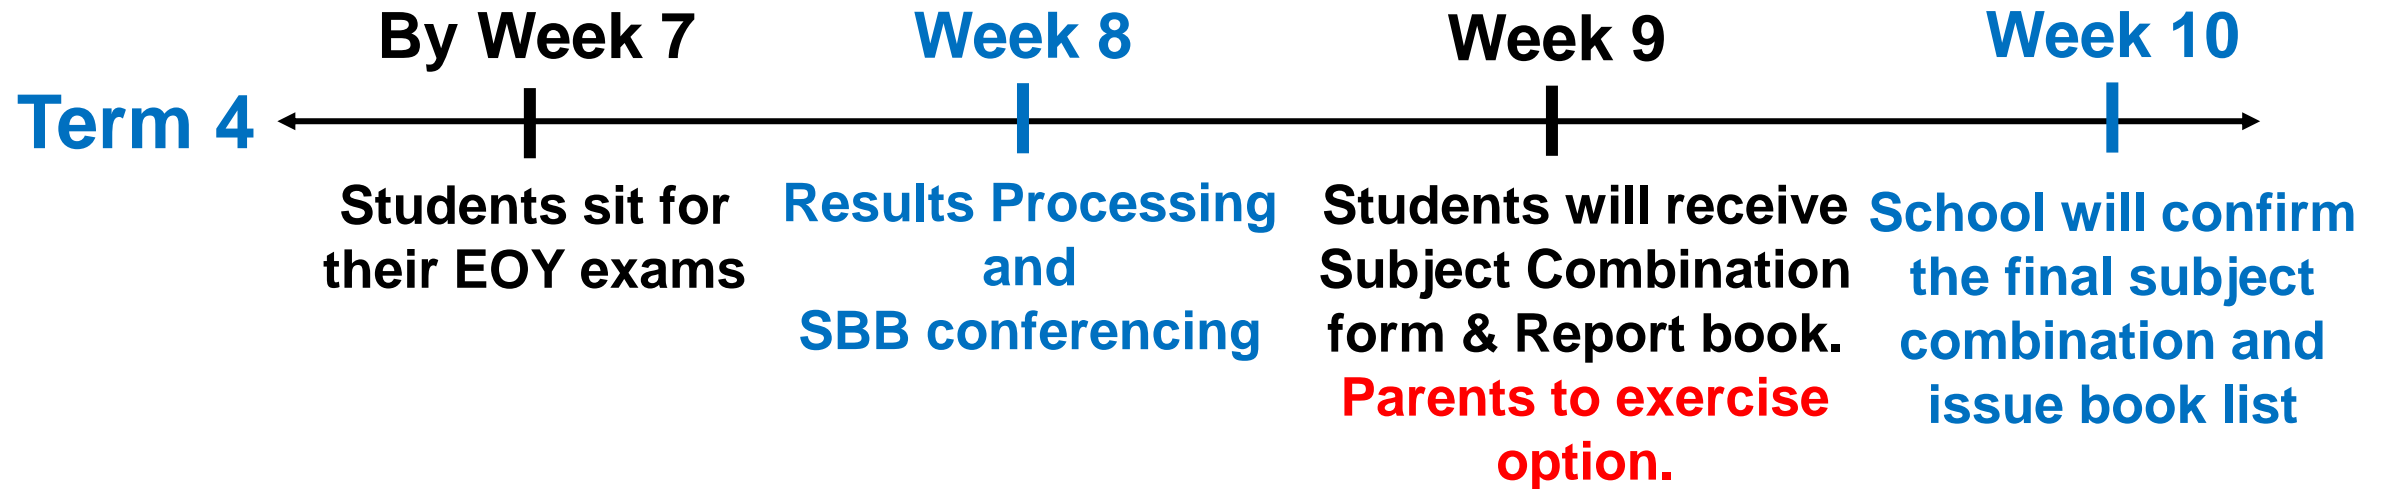 Term 4
By Week 7
Students sit for
their EOY exams
Week 8
Results Processing
and
SBB conferencing
Week 9
Students will receive
Subject Combination
form & Report book.
Parents to exercise
option.
Week 10
School will confirm
the final subject
combination and
issue book list